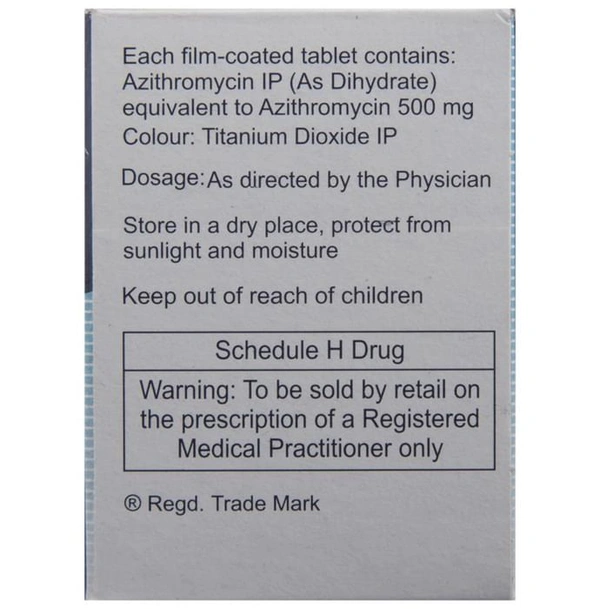 Each film-coated tablet contains:
Azithromycin IP (As Dihydrate)
equivalent to Azithromycin 500 mg
Colour: Titanium Dioxide IP
Dosage:As directed by the Physician
Store in a dry place, protect from
sunlight and moisture
Keep out of reach of children
Schedule H Drug
Warning: To be sold by retail on
the prescription of a Registered
Medical Practitioner only
® Regd. Trade Mark